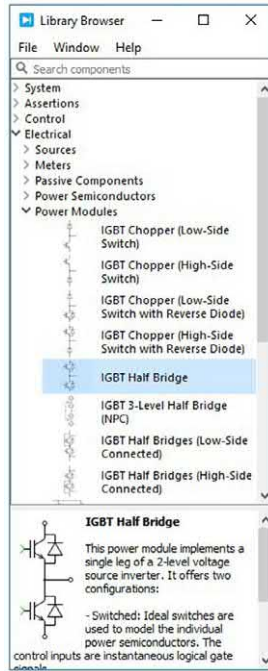 Library Browser
File Window Help
Search components
System
Assertions
Control
Electrical
Sources
Meters
Passive Components
Power Semiconductors
Power Modules
IGBT Chopper (Low-Side
Switch)
IGBT Chopper (High-Side
Switch)
IGBT Chopper (Low-Side
Switch with Reverse Diode)
IGBT Chopper (High-Side
Switch with Reverse Diode)
IGBT Half Bridge
IGBT 3-Level Half Bridge
(NPC)
IGBT Half Bridges (Low-Side
Connected)
IGBT Half Bridges (High-Side
Connected)
IGBT Half Bridge
This power module implements a
single leg of a 2-level voltage
source inverter. It offers two
configurations:
- Switched: Ideal switches are
used to model the individual
power semiconductors. The
control inputs are instantaneous logical gate
signals